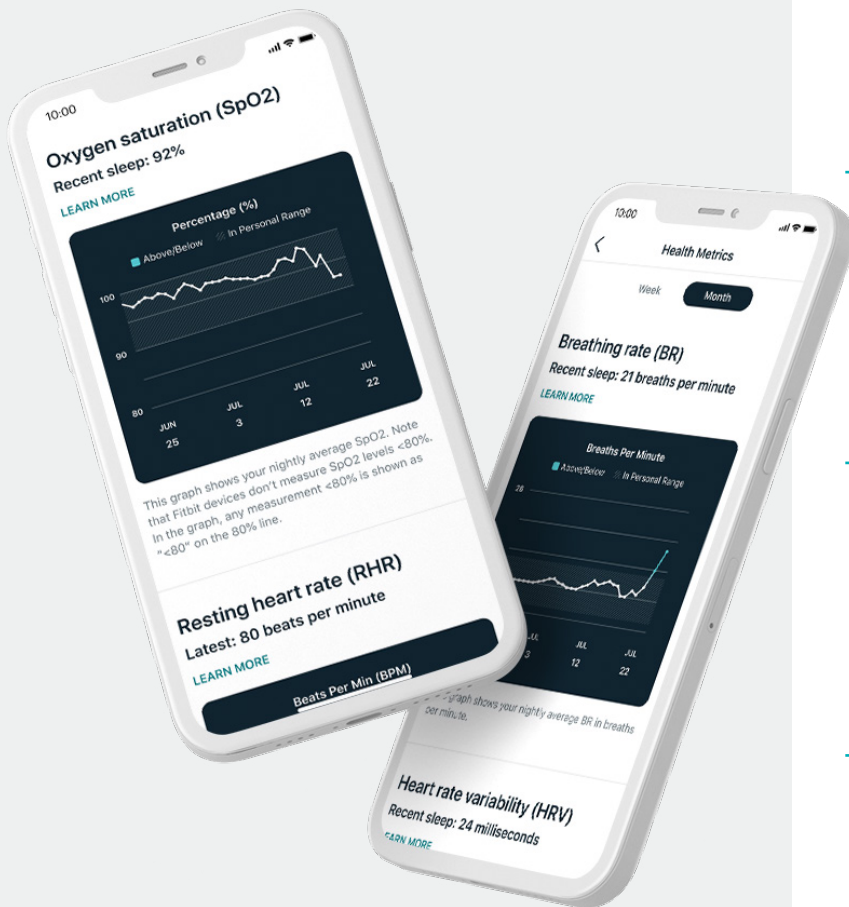 10:00
Oxygen saturation (SpO2)
Recent sleep: 92%
LEARN MORE
Percentage (%)
Above/Below In Personal Range
100
90
80
JUN JUL JUL JUL
25 3 12 22
This graph shows your nightly average SpO2. Note
that Fitbit devices don't measure SpO2 levels <80%.
In the graph, any measurement <80% is shown as
"<80" on the 80% line.
Resting heart rate (RHR)
Latest: 80 beats per minute
LEARN MORE
Beats Per Min (BPM)
10:00
Health Metrics
Week Month
Breathing rate (BR)
Recent sleep: 21 breaths per minute
LEARN MORE
Breaths Per Minute
Above/Below In Personal Range
JUL JUL
3 12 22
graph shows your nightly average BR in breaths
per minute.
Heart rate variability (HRV)
Recent sleep: 24 milliseconds
EARN MORE